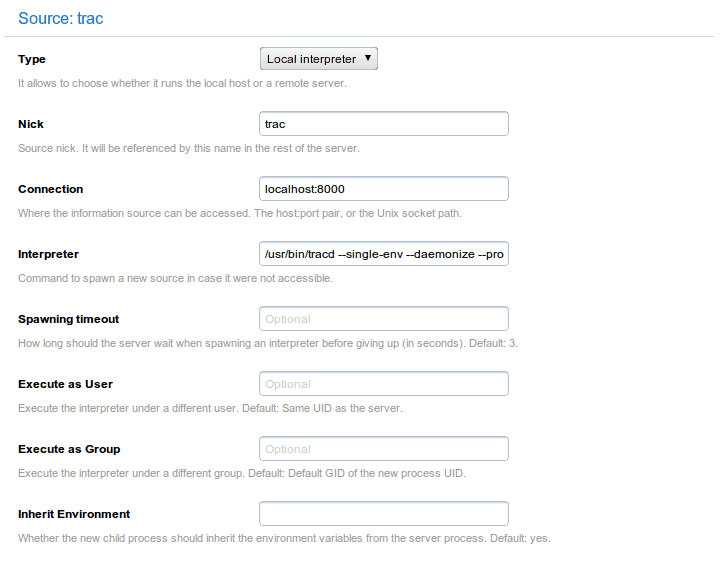 Source: trac
Type
Local interpreter
It allows to choose whether it runs the local host or a remote server.
Nick
trac
Source nick. It will be referenced by this name in the rest of the server.
Connection
localhost:8000
Where the information source can be accessed. The host:port pair, or the Unix socket path.
Interpreter
/usr/bin/tracd --single-env --daemonize --pro
Command to spawn a new source in case it were not accessible.
Spawning timeout
Optional
How long should the server wait when spawning an interpreter before giving up (in seconds). Default: 3.
Execute as User
Optional
Execute the interpreter under a different user. Default: Same UID as the server.
Execute as Group
Optional
Execute the interpreter under a different group. Default: Default GID of the new process UID.
Inherit Environment
Whether the new child process should inherit the environment variables from the server process. Default: yes.